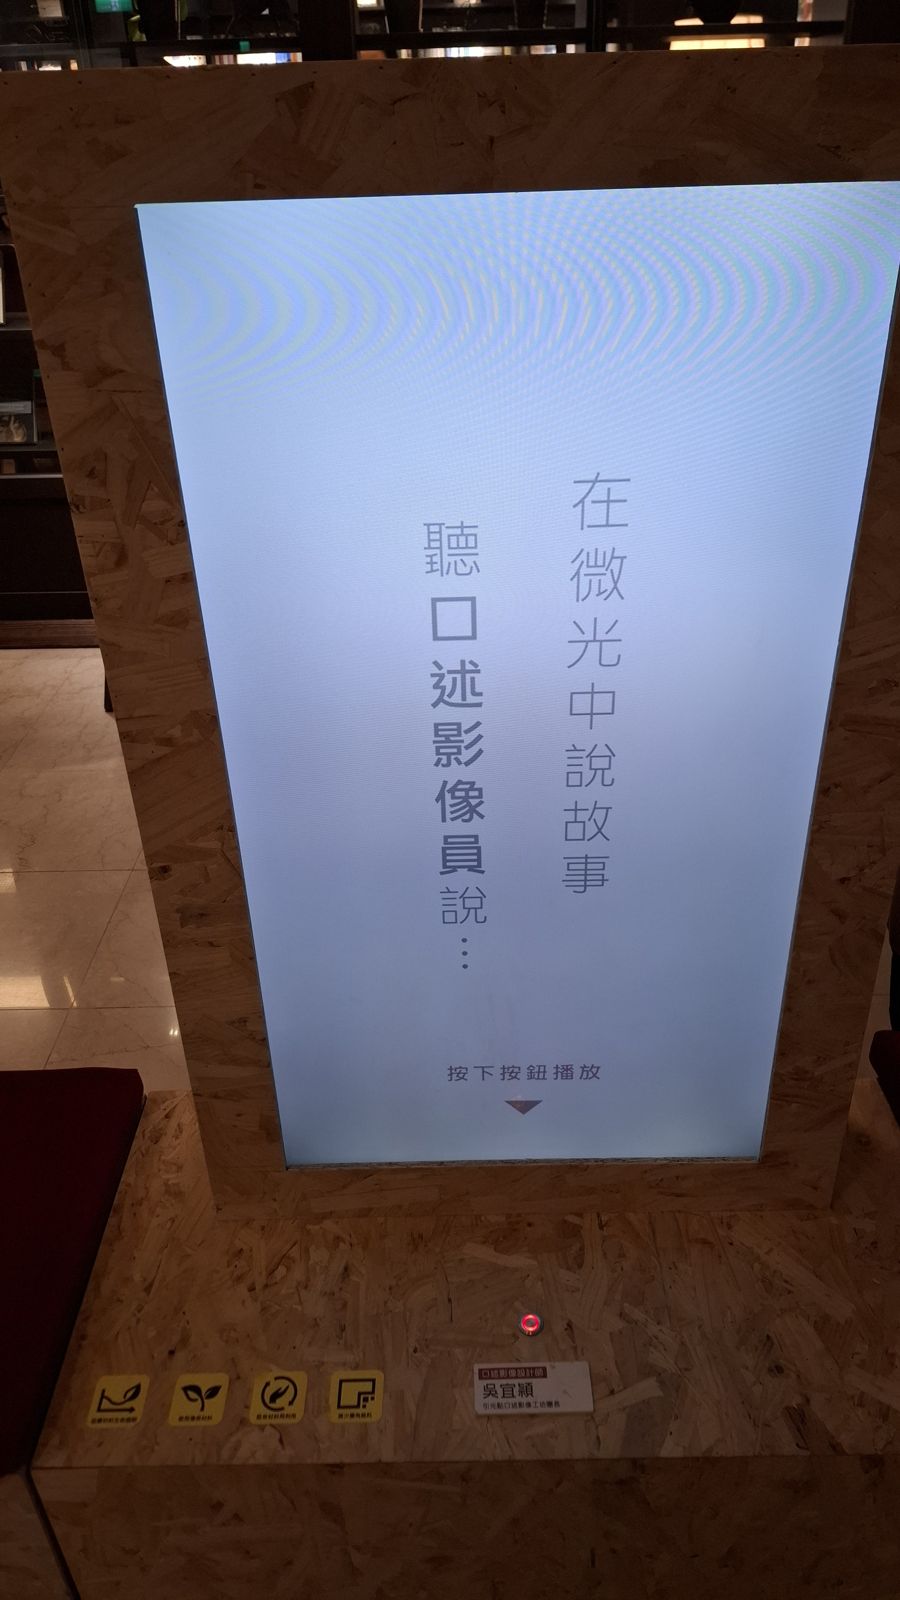 在微光中說故事
聽口述影像員說…
按下按鈕播放
口述影像設計師
吳宜穎